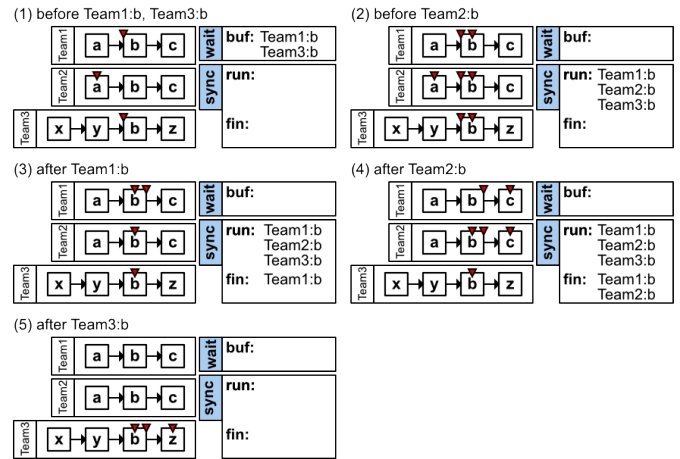 (1) before Team1:b, Team3:b
Team1
a b c
wait
buf: Team1:b
Team3:b
Team2
a b c
sync
run:
Team3
x y b z
fin:
(2) before Team2:b
Team1
a b c
wait
buf:
Team2
a b c
sync
run: Team1:b
Team2:b
Team3:b
Team3
x y b z
fin:
(3) after Team1:b
Team1
a b c
wait
buf:
Team2
a b c
sync
run: Team1:b
Team2:b
Team3:b
Team3
x y b z
fin: Team1:b
(4) after Team2:b
Team1
a b c
wait
buf:
Team2
a b c
sync
run: Team1:b
Team2:b
Team3:b
Team3
x y b z
fin: Team1:b
Team2:b
(5) after Team3:b
Team1
a b c
wait
buf:
Team2
a b c
sync
run:
Team3
x y b z
fin: